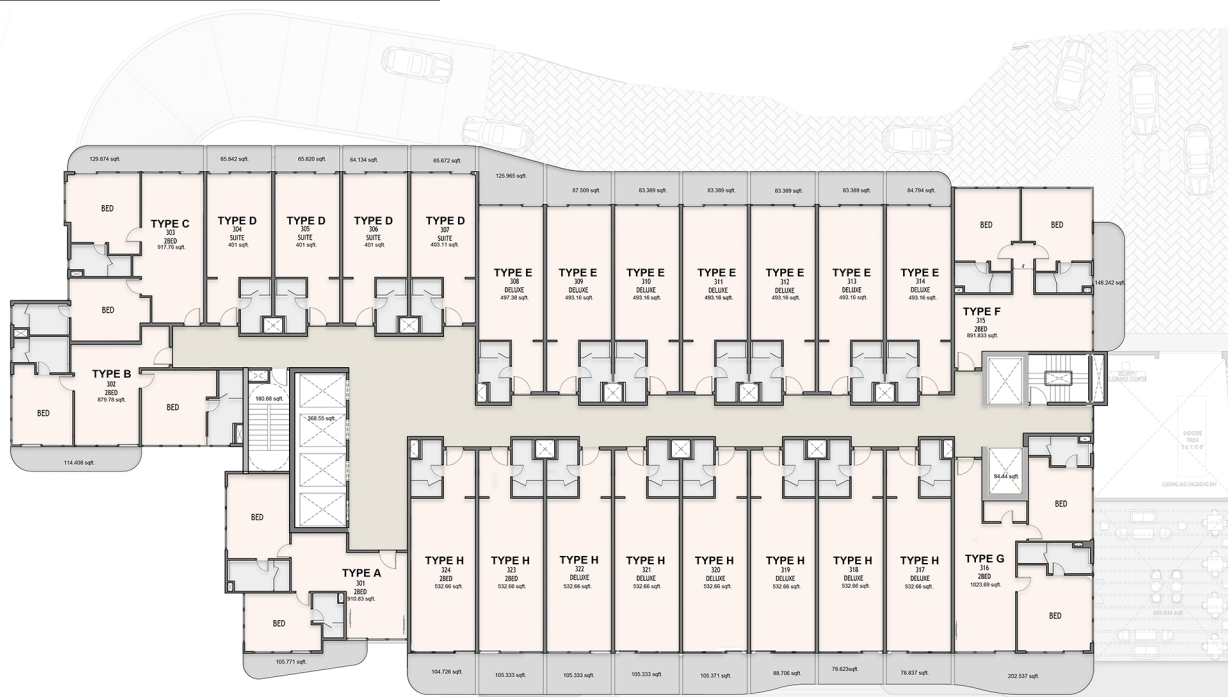 129.874 sqft.
65.842 sqft.
65.820 sqft.
64.134 sqft.
65.672 sqft.
125.965 sqft.
87.509 sqft.
83.389 sqft.
83.389 sqft.
83.389 sqft.
83.389 sqft.
84.794 sqft.
BED
TYPE C
303
2BED
917.76 sqft.
TYPE D
304
SUITE
401 sqft.
TYPE D
305
SUITE
401 sqft.
TYPE D
306
SUITE
401 sqft.
TYPE D
307
SUITE
403.11 sqft.
BED
BED
BED
TYPE E
308
DELUXE
497.38 sqft.
TYPE E
309
DELUXE
493.16 sqft.
TYPE E
310
DELUXE
493.16 sqft.
TYPE E
311
DELUXE
493.16 sqft.
TYPE E
312
DELUXE
493.16 sqft.
TYPE E
313
DELUXE
493.16 sqft.
TYPE E
314
DELUXE
493.16 sqft.
148.242 sqft.
TYPE F
315
2BED
891.833 sqft.
TYPE B
302
2BED
879.78 sqft.
BED
BED
180.68 sqft.
368.55 sqft.
114.408 sqft.
SECURITY/
CLEARANCE COUNTER
LOADING AND UNLOADING BAY
94.44 sqft.
BED
BED
TYPE A
301
2BED
910.83 sqft.
BED
105.771 sqft.
TYPE H
324
2BED
532.66 sqft.
TYPE H
323
2BED
532.66 sqft.
TYPE H
322
DELUXE
532.66 sqft.
TYPE H
321
DELUXE
532.66 sqft.
TYPE H
320
DELUXE
532.66 sqft.
TYPE H
319
DELUXE
532.66 sqft.
TYPE H
318
DELUXE
532.66 sqft.
TYPE H
317
DELUXE
532.66 sqft.
TYPE G
316
2BED
1023.69 sqft.
BED
104.726 sqft.
105.333 sqft.
105.333 sqft.
105.333 sqft.
105.371 sqft.
88.706 sqft.
78.623sqft.
78.837 sqft.
202.537 sqft.